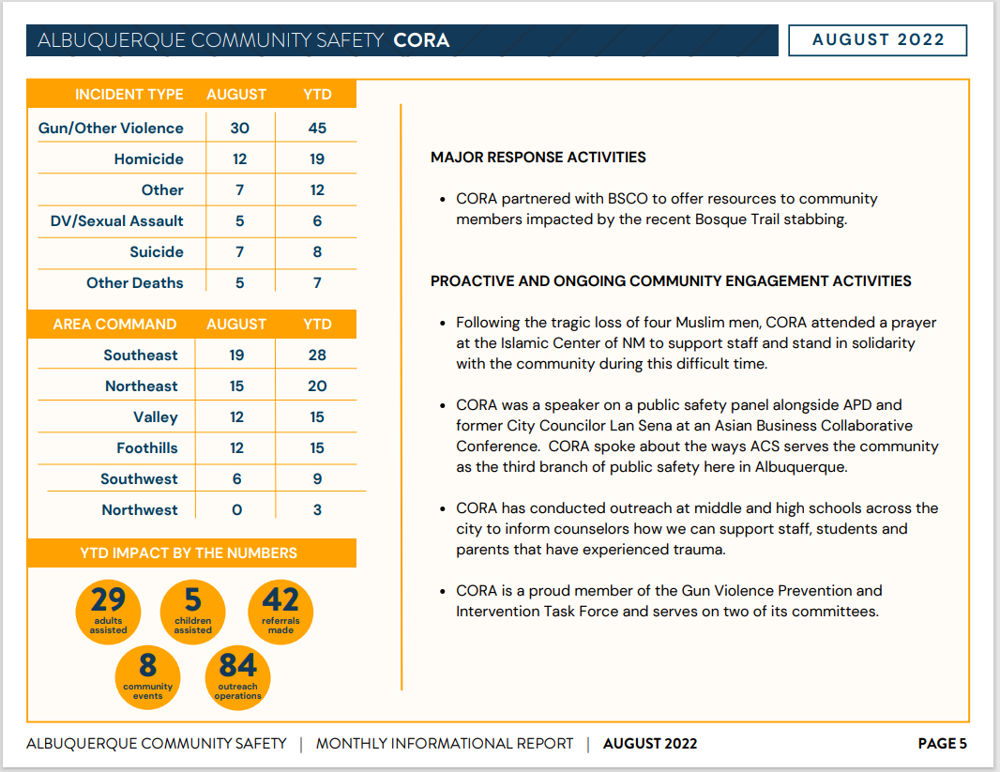 ALBUQUERQUE COMMUNITY SAFETY CORA
AUGUST 2022
INCIDENT TYPE AUGUST YTD
Gun/Other Violence 30 45
Homicide 12 19
Other 7 12
DV/Sexual Assault 5 6
Suicide 7 8
Other Deaths 5 7
AREA COMMAND AUGUST YTD
Southeast 19 28
Northeast 15 20
Valley 12 15
Foothills 12 15
Southwest 6 9
Northwest 0 3
YTD IMPACT BY THE NUMBERS
29
adults
assisted
5
children
assisted
42
referrals
made
8
community
events
84
outreach
operations
MAJOR RESPONSE ACTIVITIES
• CORA partnered with BSCO to offer resources to community
members impacted by the recent Bosque Trail stabbing.
PROACTIVE AND ONGOING COMMUNITY ENGAGEMENT ACTIVITIES
• Following the tragic loss of four Muslim men, CORA attended a prayer
at the Islamic Center of NM to support staff and stand in solidarity
with the community during this difficult time.
• CORA was a speaker on a public safety panel alongside APD and
former City Councilor Lan Sena at an Asian Business Collaborative
Conference. CORA spoke about the ways ACS serves the community
as the third branch of public safety here in Albuquerque.
• CORA has conducted outreach at middle and high schools across the
city to inform counselors how we can support staff, students and
parents that have experienced trauma.
• CORA is a proud member of the Gun Violence Prevention and
Intervention Task Force and serves on two of its committees.
ALBUQUERQUE COMMUNITY SAFETY | MONTHLY INFORMATIONAL REPORT | AUGUST 2022
PAGE 5